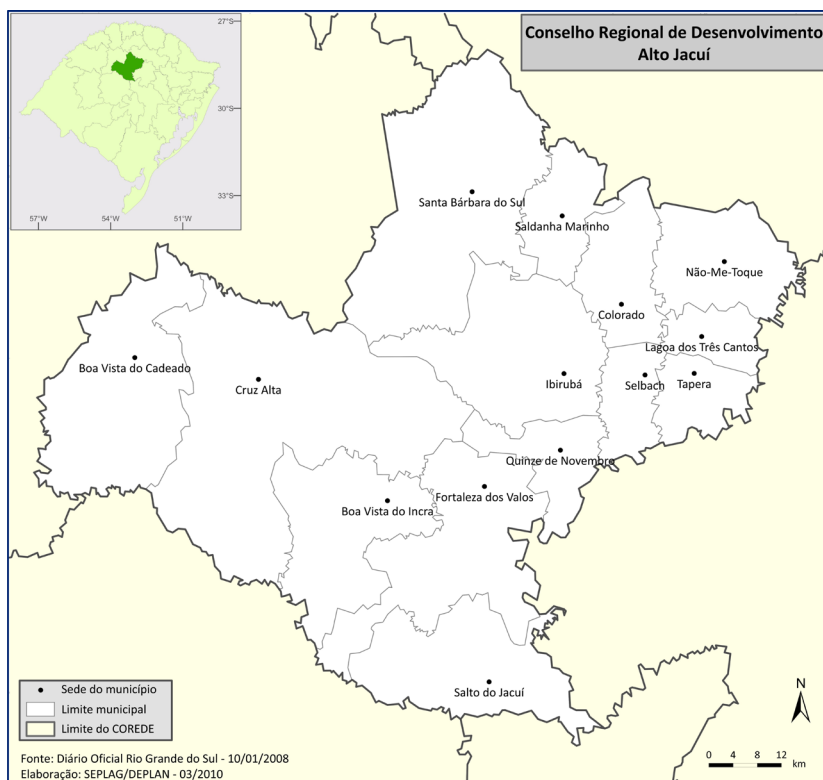 Conselho Regional de Desenvolvimento
Alto Jacuí
27°S
30°S
33°S
57°W
54°W
51°W
Santa Bárbara do Sul
Saldanha Marinho
Não-Me-Toque
Colorado
Lagoa dos Três Cantos
Boa Vista do Cadeado
Cruz Alta
Ibirubá
Selbach
Tapera
Quinze de Novembro
Fortaleza dos Valos
Boa Vista do Incra
Salto do Jacuí
Sede do município
Limite municipal
Limite do COREDE
N
0 4 8 12
km
Fonte: Diário Oficial Rio Grande do Sul - 10/01/2008
Elaboração: SEPLAG/DEPLAN - 03/2010